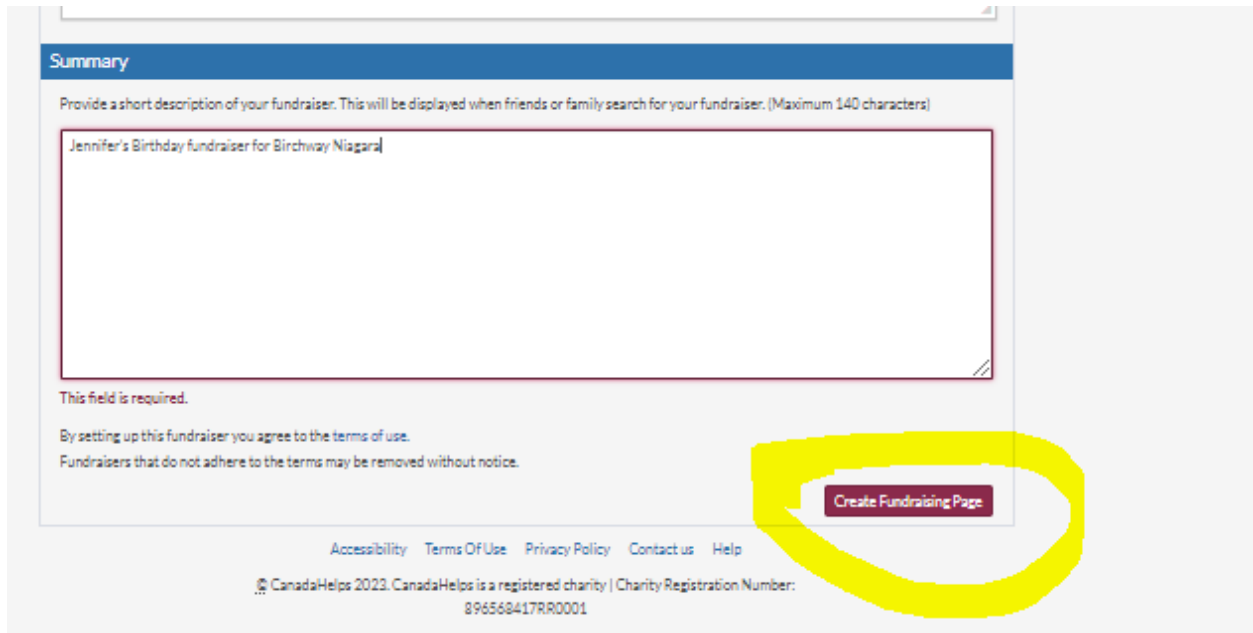 Summary
Provide a short description of your fundraiser. This will be displayed when friends or family search for your fundraiser. (Maximum 140 characters)
Jennifer's Birthday fundraiser for Birchway Niagara
This field is required.
By setting up this fundraiser you agree to the terms of use.
Fundraisers that do not adhere to the terms may be removed without notice.
Create Fundraising Page
Accessibility Terms Of Use Privacy Policy Contact us Help
© CanadaHelps 2023. CanadaHelps is a registered charity | Charity Registration Number:
896568417RR0001